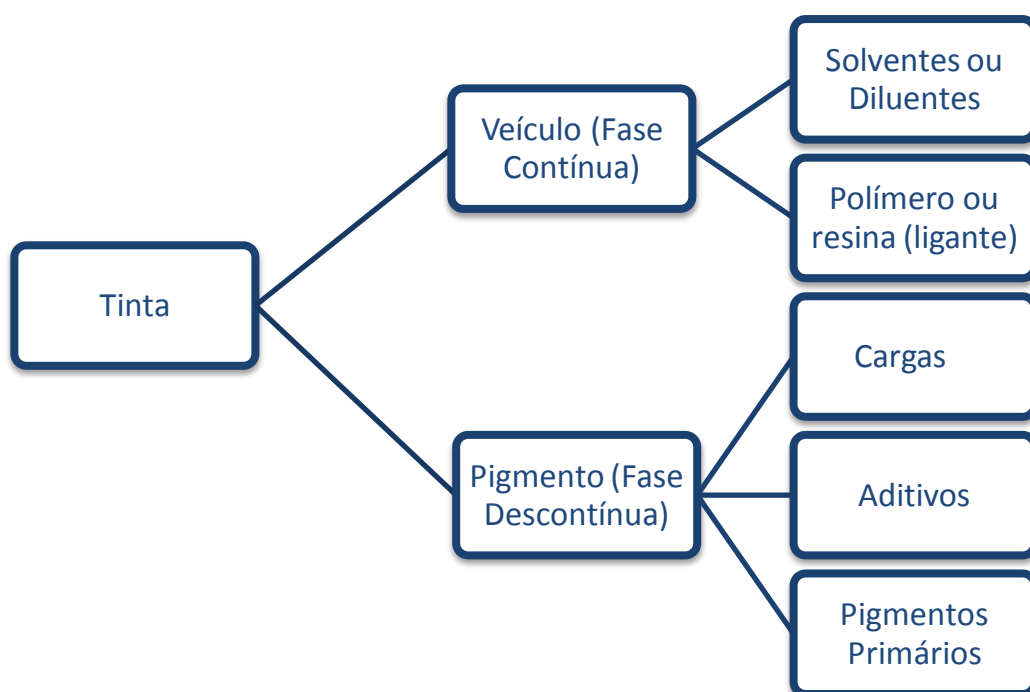 Tinta
Veículo (Fase
Contínua)
Solventes ou
Diluentes
Polímero ou
resina (ligante)
Pigmento (Fase
Descontínua)
Cargas
Aditivos
Pigmentos
Primários